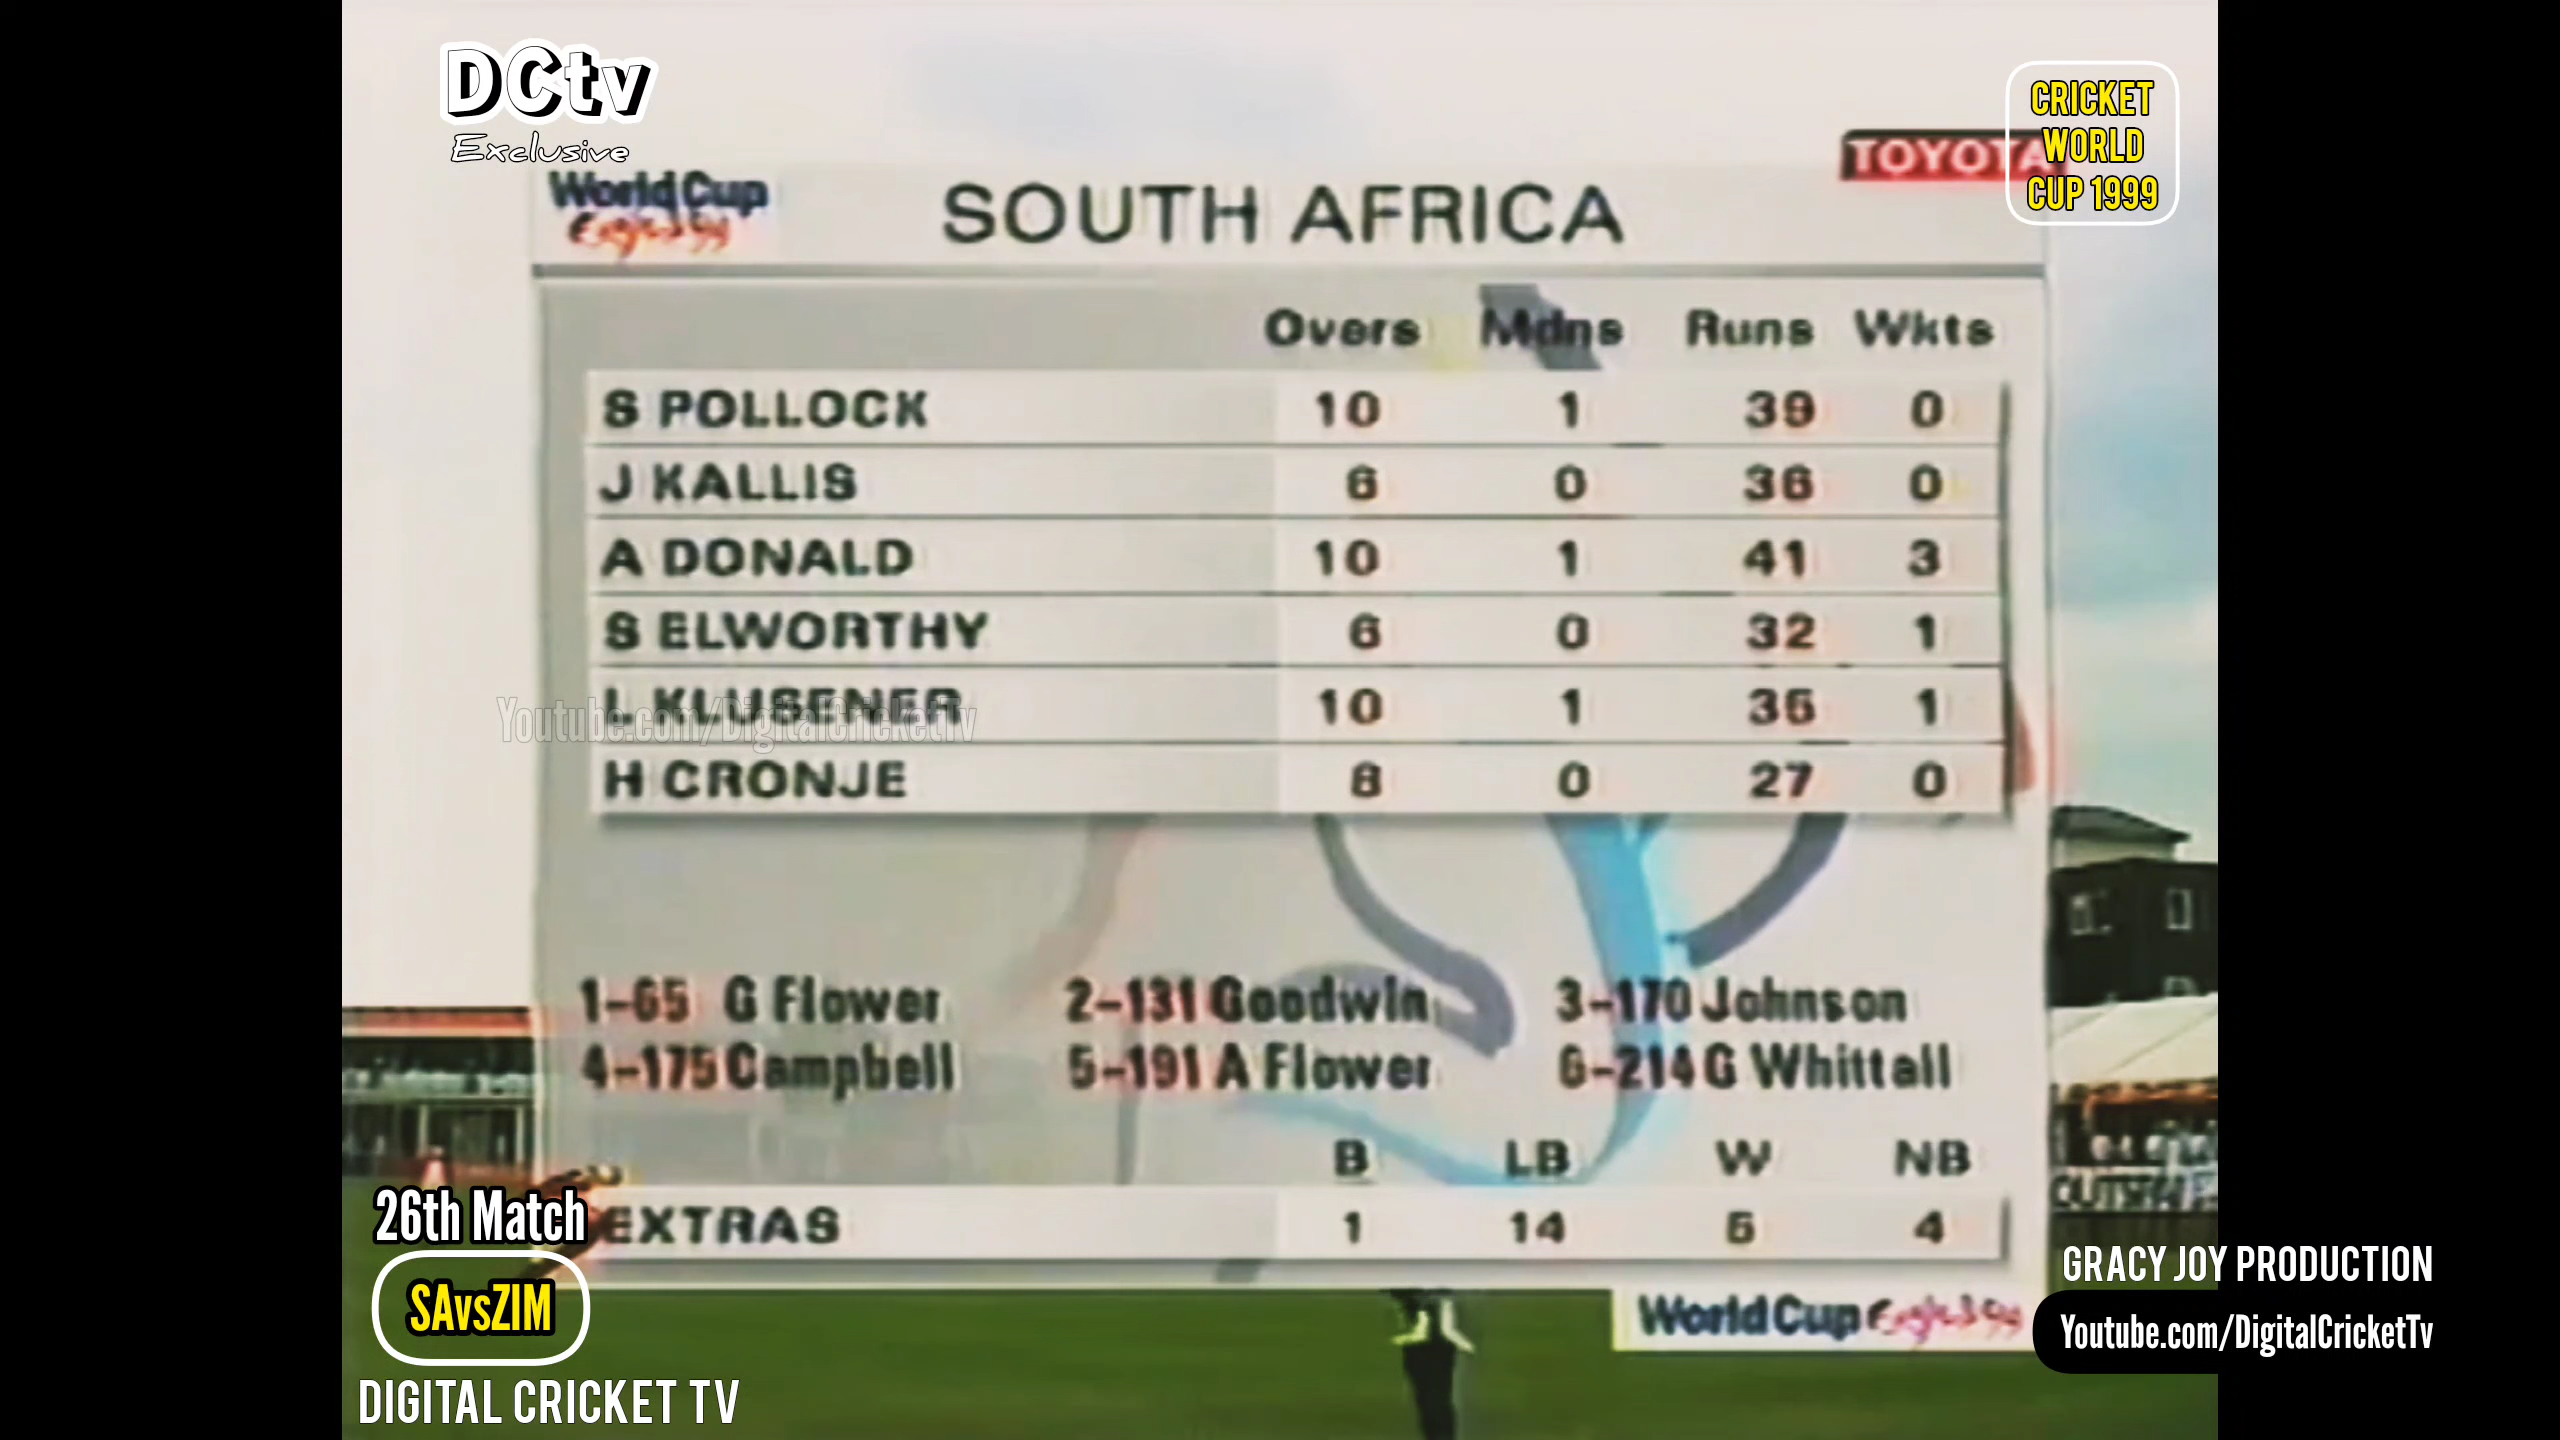 DCtv
Exclusive
CRICKET
WORLD
CUP 1999
TOYOTA
World Cup
SOUTH AFRICA
Overs Mdns Runs Wkts
S POLLOCK 10 1 39 0
J KALLIS 6 0 36 0
A DONALD 10 1 41 3
S ELWORTHY 6 0 32 1
L KLUSENER 10 1 35 1
Youtube.com/DigitalCricketTv
H CRONJE 8 0 27 0
1-65 G Flower 2-131 Goodwin 3-170 Johnson
4-175 Campbell 5-191 A Flower 6-214 G Whittall
B LB W NB
EXTRAS 1 14 5 4
26th Match
SAvsZIM
DIGITAL CRICKET TV
World Cup
GRACY JOY PRODUCTION
Youtube.com/DigitalCricketTv